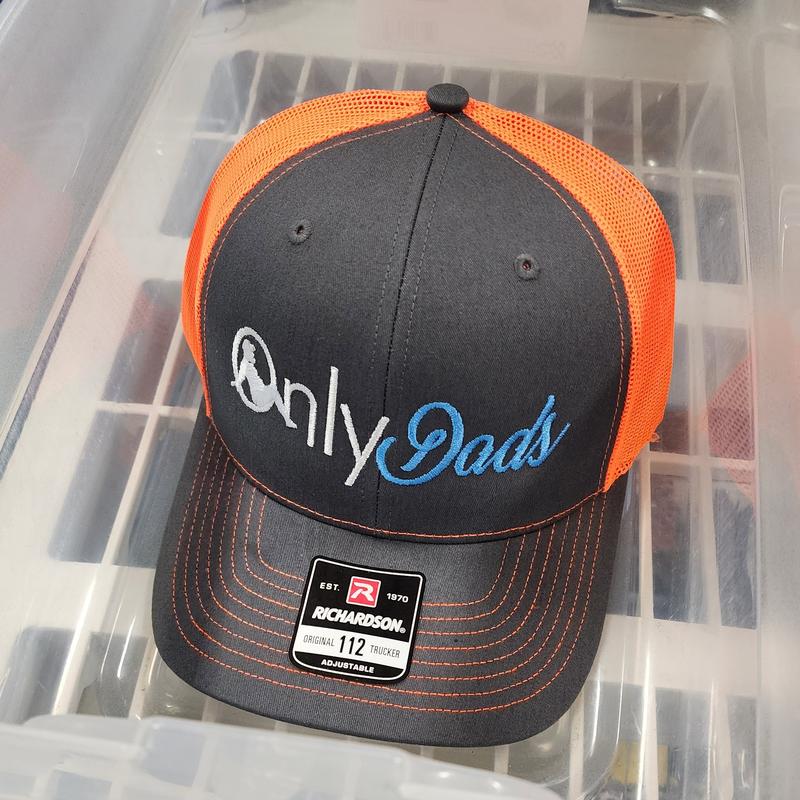 OnlyDads
EST. R 1970
RICHARDSON®
ORIGINAL 112 TRUCKER
ADJUSTABLE